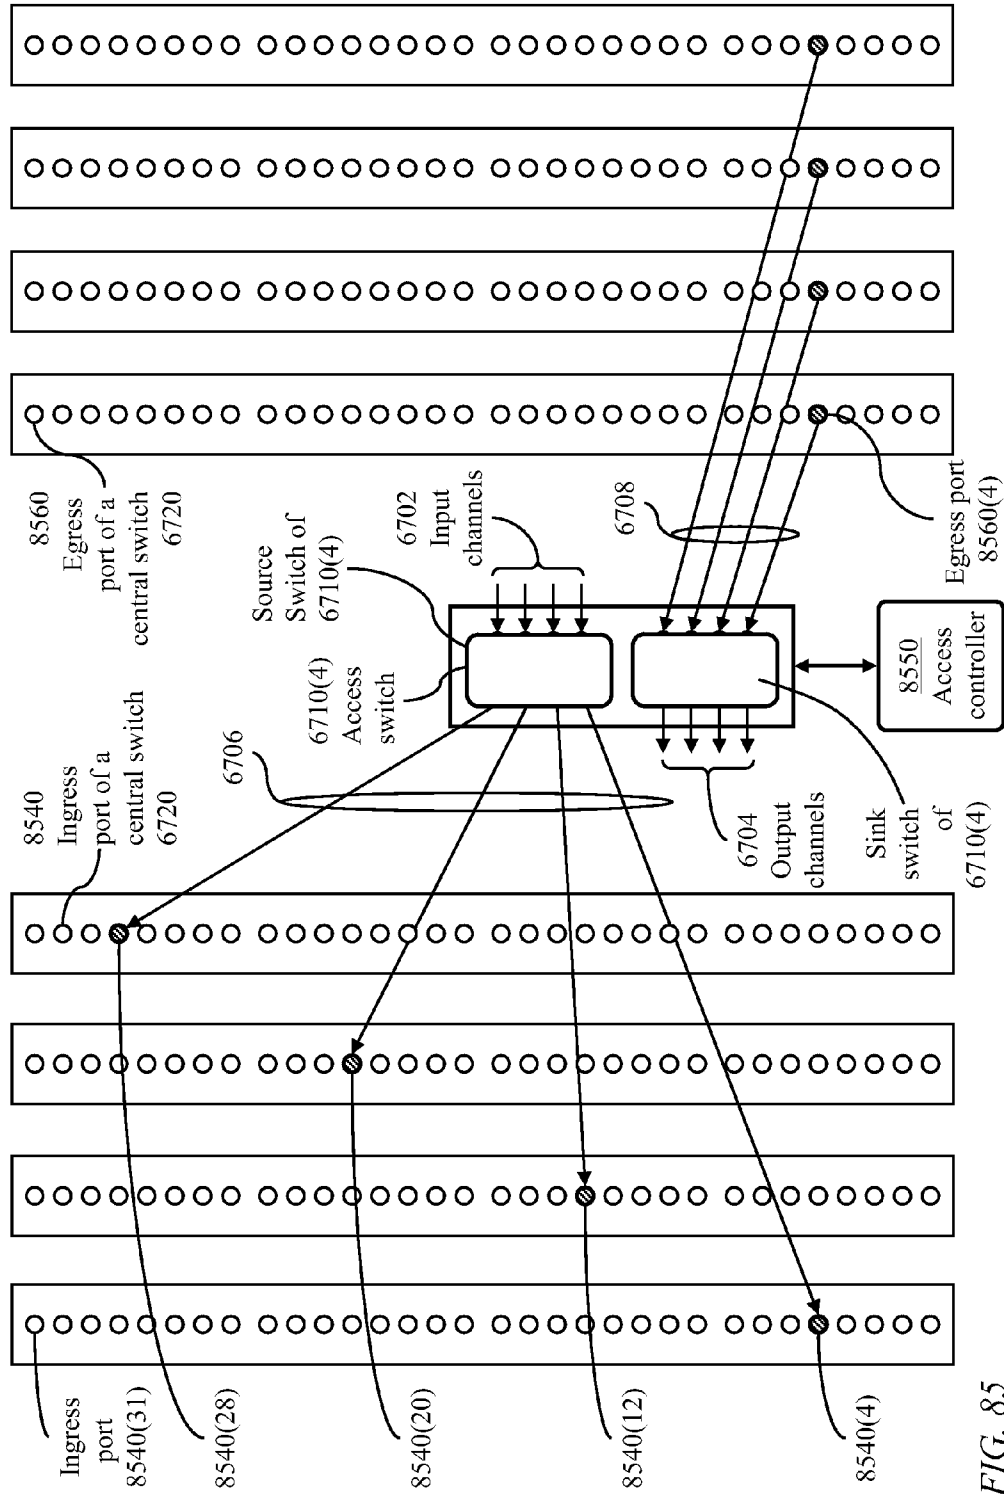 Ingress
port
8540(31)
8540(28)
8540(20)
8540(12)
8540(4)
8540
Ingress
port of a
central switch
6720
6706
6704
Output
channels
Sink
switch
of
6710(4)
6710(4)
Access
switch
Source
Switch of
6710(4)
6702
Input
channels
8560
Egress
port of a
central switch
6720
6708
Egress port
8560(4)
8550
Access
controller
FIG. 85